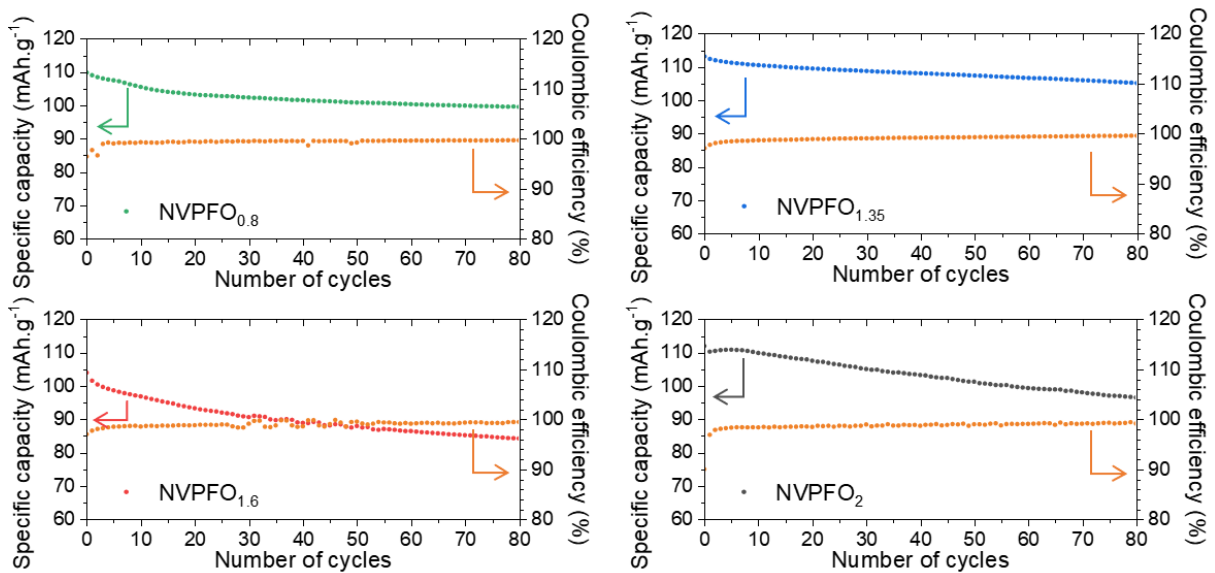 120
110
100
90
80
70
60
Specific capacity (mAh.g⁻¹)
120
110
100
90
80
Coulombic efficiency (%)
NVPFO₀.₈
0 10 20 30 40 50 60 70 80
Number of cycles
120
110
100
90
80
70
60
Specific capacity (mAh.g⁻¹)
120
110
100
90
80
Coulombic efficiency (%)
NVPFO₁.₃₅
0 10 20 30 40 50 60 70 80
Number of cycles
120
110
100
90
80
70
60
Specific capacity (mAh.g⁻¹)
120
110
100
90
80
Coulombic efficiency (%)
NVPFO₁.₆
0 10 20 30 40 50 60 70 80
Number of cycles
120
110
100
90
80
70
60
Specific capacity (mAh.g⁻¹)
120
110
100
90
80
Coulombic efficiency (%)
NVPFO₂
0 10 20 30 40 50 60 70 80
Number of cycles